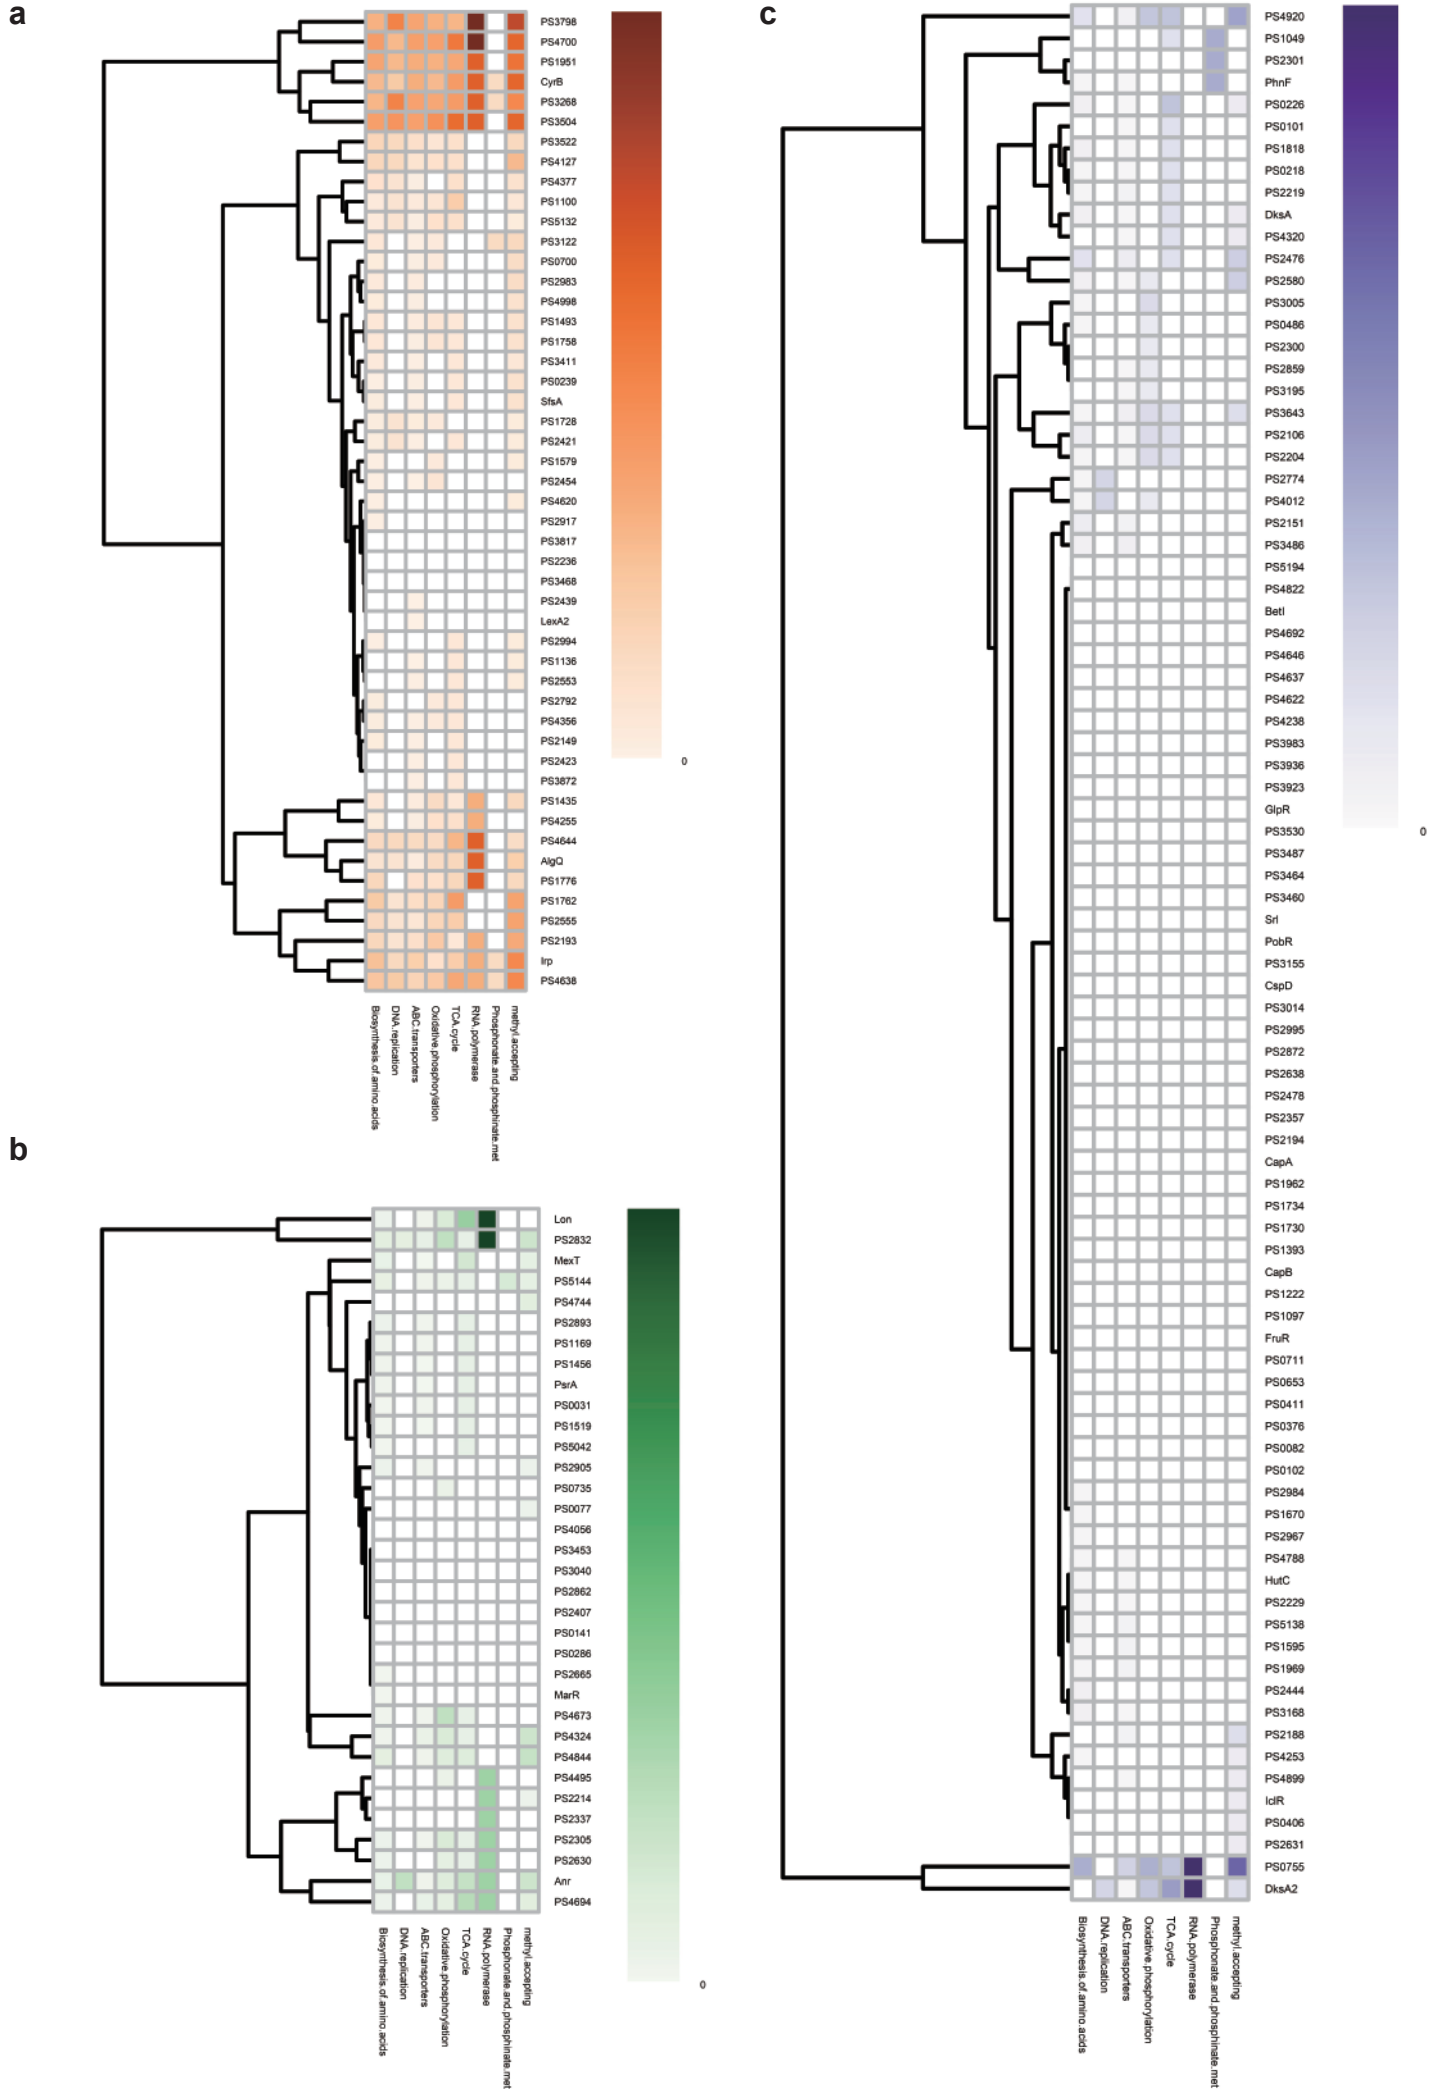 a
PS3798
PS4700
PS1951
CyrB
PS3268
PS3504
PS3522
PS4127
PS4377
PS1100
PS5132
PS3122
PS0700
PS2983
PS4998
PS1493
PS1758
PS3411
PS0239
SfsA
PS1728
PS2421
PS1579
PS2454
PS4620
PS2917
PS3817
PS2236
PS3468
PS2439
LexA2
PS2994
PS1136
PS2553
PS2792
PS4356
PS2149
PS2423
PS3872
PS1435
PS4255
PS4644
AlgQ
PS1776
PS1762
PS2555
PS2193
lrp
PS4638
0
Biosynthesis.of.amino.acids
DNA.replication
ABC.transporters
Oxidative.phosphorylation
TCA.cycle
RNA.polymerase
Phosphonate.and.phosphinate.met
methyl.accepting
b
Lon
PS2832
MexT
PS5144
PS4744
PS2893
PS1169
PS1456
PsrA
PS0031
PS1519
PS5042
PS2905
PS0735
PS0077
PS4056
PS3453
PS3040
PS2862
PS2407
PS0141
PS0286
PS2665
MarR
PS4673
PS4324
PS4844
PS4495
PS2214
PS2337
PS2305
PS2630
Anr
PS4694
0
Biosynthesis.of.amino.acids
DNA.replication
ABC.transporters
Oxidative.phosphorylation
TCA.cycle
RNA.polymerase
Phosphonate.and.phosphinate.met
methyl.accepting
c
PS4920
PS1049
PS2301
PhnF
PS0226
PS0101
PS1818
PS0218
PS2219
DksA
PS4320
PS2476
PS2580
PS3005
PS0486
PS2300
PS2859
PS3195
PS3643
PS2106
PS2204
PS2774
PS4012
PS2151
PS3486
PS5194
PS4822
BetI
PS4692
PS4646
PS4637
PS4622
PS4238
PS3983
PS3936
PS3923
GlpR
PS3530
PS3487
PS3464
PS3460
Srl
PobR
PS3155
CspD
PS3014
PS2995
PS2872
PS2638
PS2478
PS2357
PS2194
CapA
PS1962
PS1734
PS1730
PS1393
CapB
PS1222
PS1097
FruR
PS0711
PS0653
PS0411
PS0376
PS0082
PS0102
PS2984
PS1670
PS2967
PS4788
HutC
PS2229
PS5138
PS1595
PS1969
PS2444
PS3168
PS2188
PS4253
PS4899
IclR
PS0406
PS2631
PS0755
DksA2
0
Biosynthesis.of.amino.acids
DNA.replication
ABC.transporters
Oxidative.phosphorylation
TCA.cycle
RNA.polymerase
Phosphonate.and.phosphinate.met
methyl.accepting